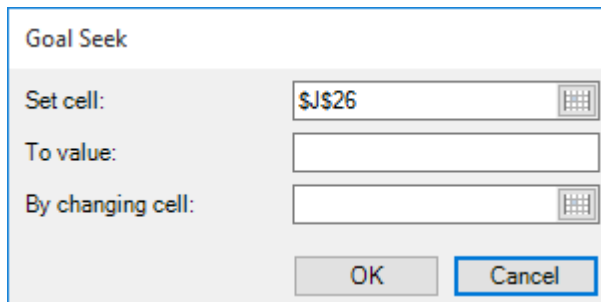 Goal Seek
Set cell: $J$26
To value:
By changing cell:
OK Cancel